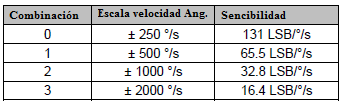 Combinación Escala velocidad Ang. Sencibilidad
0 ± 250 °/s 131 LSB/°/s
1 ± 500 °/s 65.5 LSB/°/s
2 ± 1000 °/s 32.8 LSB/°/s
3 ± 2000 °/s 16.4 LSB/°/s